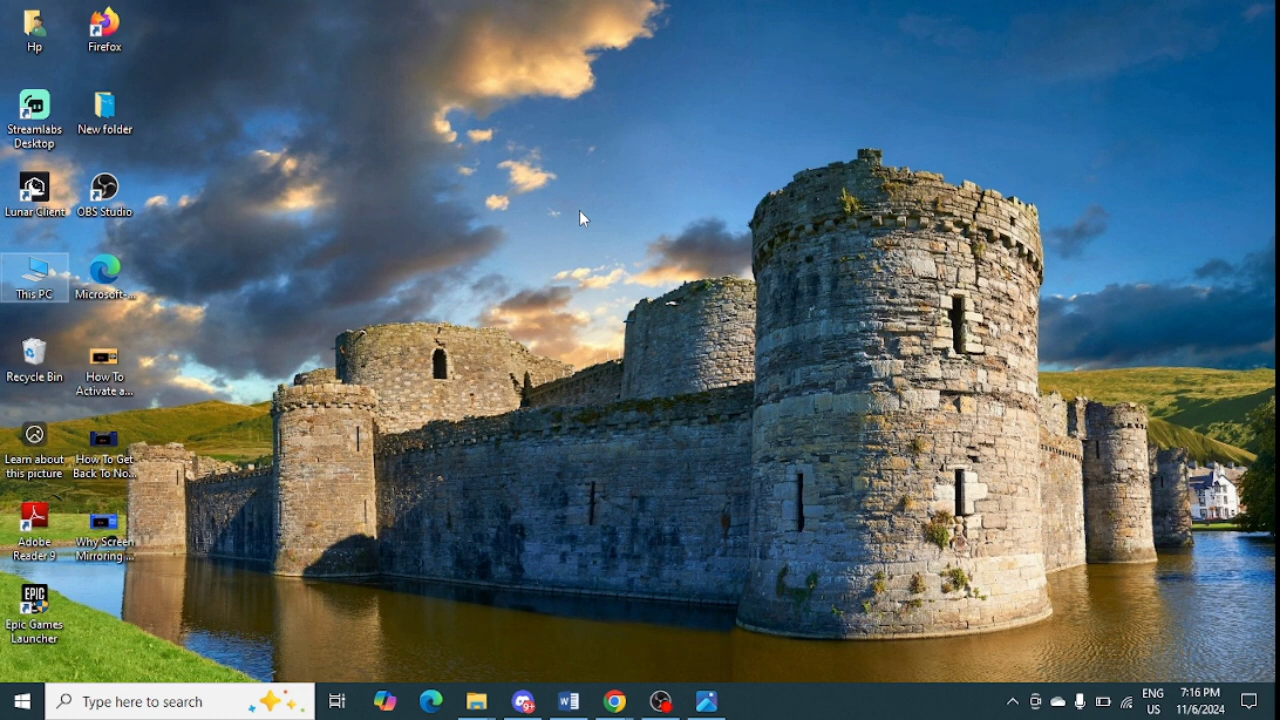 Hp
Firefox
Streamlabs
Desktop
New folder
Lunar Client
OBS Studio
This PC
Microsoft-...
Recycle Bin
How To
Activate a...
Learn about
this picture
How To Get
Back To No...
Adobe
Reader 9
Why Screen
Mirroring ...
EPIC
GAMES
Epic Games
Launcher
Type here to search
9+
W
ENG
US
7:16 PM
11/6/2024